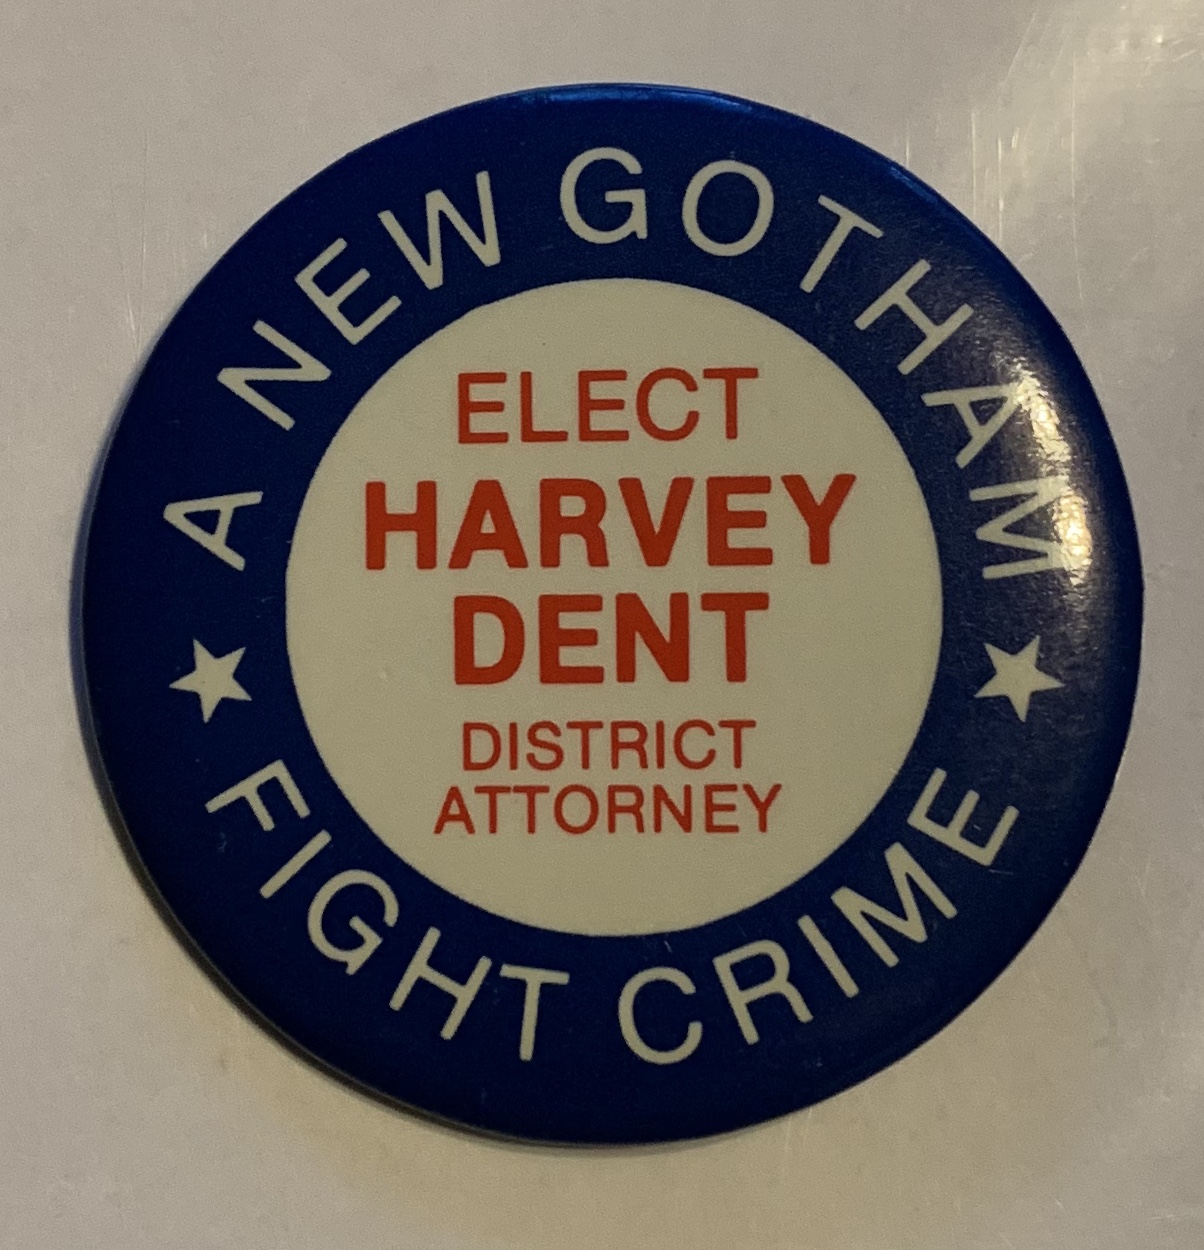 A NEW GOTHAM
ELECT
HARVEY
DENT
DISTRICT
ATTORNEY
FIGHT CRIME